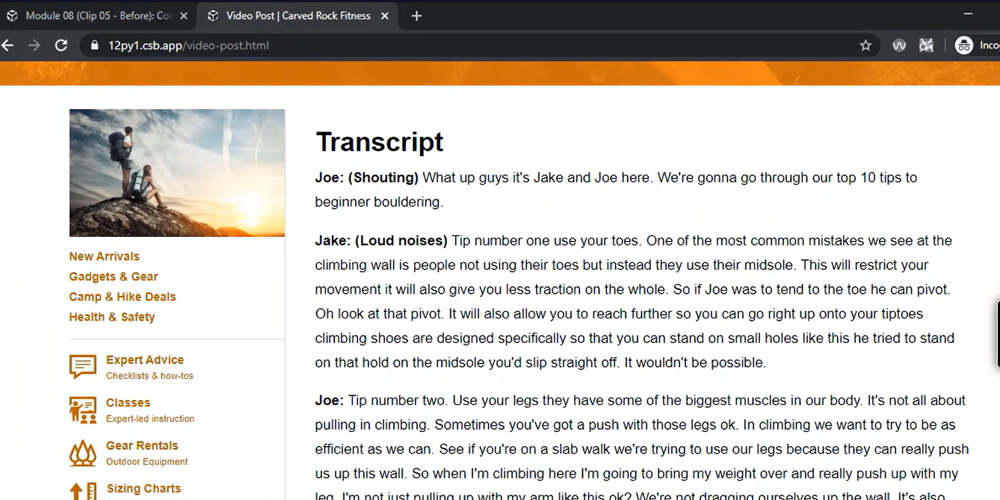 Module 08 (Clip 05 - Before): Co
Video Post | Carved Rock Fitness
12py1.csb.app/video-post.html
Inco
Transcript
Joe: (Shouting) What up guys it's Jake and Joe here. We're gonna go through our top 10 tips to
beginner bouldering.
Jake: (Loud noises) Tip number one use your toes. One of the most common mistakes we see at the
climbing wall is people not using their toes but instead they use their midsole. This will restrict your
movement it will also give you less traction on the whole. So if Joe was to tend to the toe he can pivot.
Oh look at that pivot. It will also allow you to reach further so you can go right up onto your tiptoes
climbing shoes are designed specifically so that you can stand on small holes like this he tried to stand
on that hold on the midsole you'd slip straight off. It wouldn't be possible.
Joe: Tip number two. Use your legs they have some of the biggest muscles in our body. It's not all about
pulling in climbing. Sometimes you've got a push with those legs ok. In climbing we want to try to be as
efficient as we can. See if you're on a slab walk we're trying to use our legs because they can really push
us up this wall. So when I'm climbing here I'm going to bring my weight over and really push up with my
leg. I'm not just pulling up with my arm like this ok? We're not dragging ourselves up the wall. It's also
New Arrivals
Gadgets & Gear
Camp & Hike Deals
Health & Safety
Expert Advice
Checklists & how-tos
Classes
Expert-led instruction
Gear Rentals
Outdoor Equipment
Sizing Charts